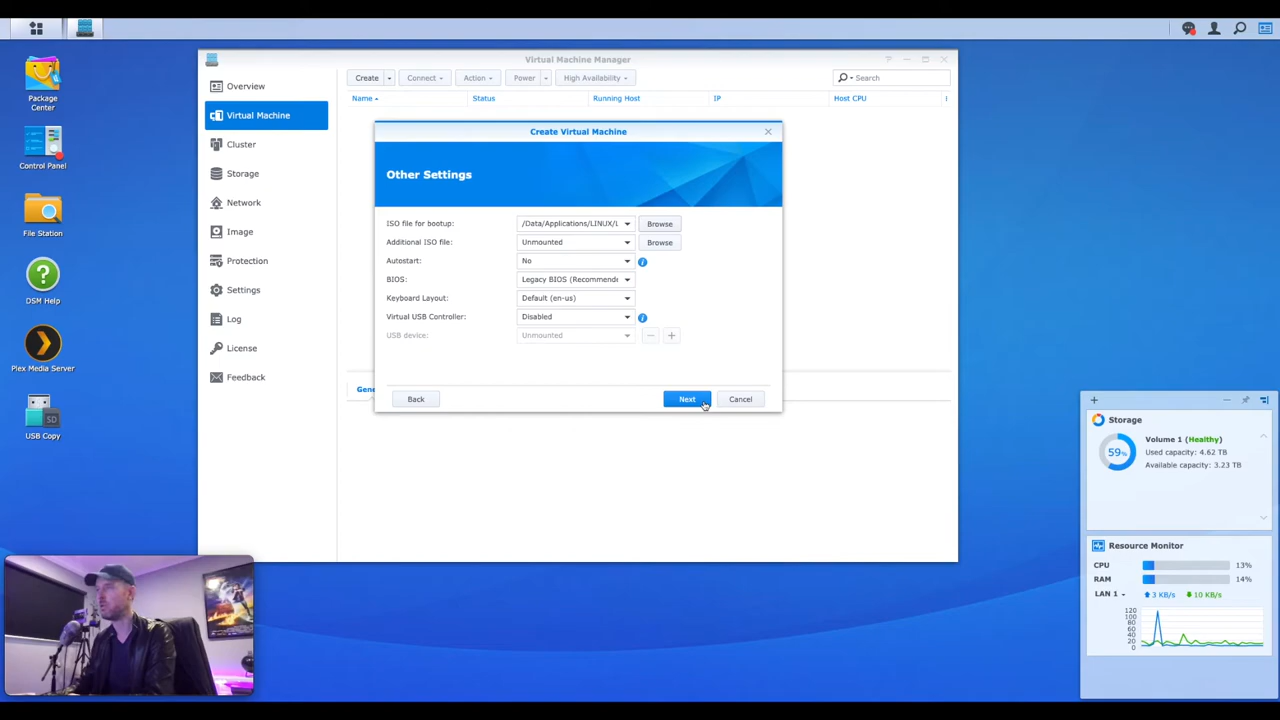 Virtual Machine Manager
Package
Center
Control Panel
File Station
DSM Help
Plex Media Server
USB Copy
SD
Overview
Virtual Machine
Cluster
Storage
Network
Image
Protection
Settings
Log
License
Feedback
Create
Connect
Action
Power
High Availability
Search
Name
Status
Running Host
IP
Host CPU
Create Virtual Machine
Other Settings
ISO file for bootup: /Data/Applications/LINUX/L Browse
Additional ISO file: Unmounted Browse
Autostart: No
BIOS: Legacy BIOS (Recommende
Keyboard Layout: Default (en-us)
Virtual USB Controller: Disabled
USB device: Unmounted
Gene
Back Next Cancel
Storage
59%
Volume 1 (Healthy)
Used capacity: 4.62 TB
Available capacity: 3.23 TB
Resource Monitor
CPU 13%
RAM 14%
LAN 1 3 KB/s 10 KB/s
120
100
80
60
40
20
0